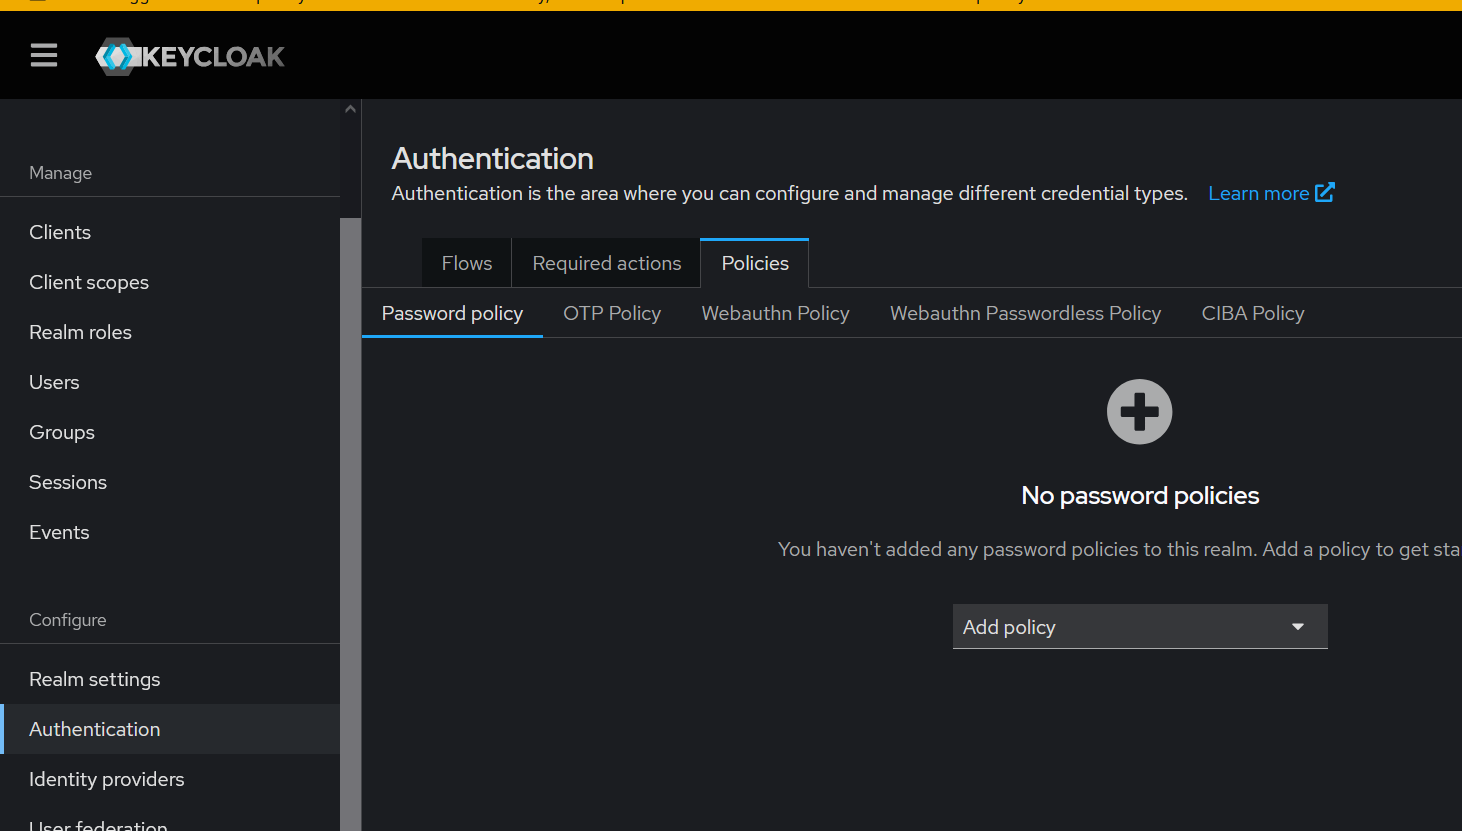 KEYCLOAK
Manage
Clients
Client scopes
Realm roles
Users
Groups
Sessions
Events
Configure
Realm settings
Authentication
Identity providers
User federation
Authentication
Authentication is the area where you can configure and manage different credential types. Learn more
Flows Required actions Policies
Password policy OTP Policy Webauthn Policy Webauthn Passwordless Policy CIBA Policy
No password policies
You haven't added any password policies to this realm. Add a policy to get sta
Add policy